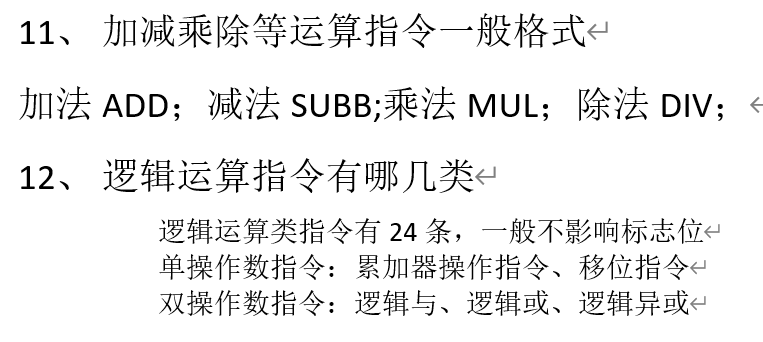 11、 加减乘除等运算指令一般格式↵
加法 ADD；减法 SUBB;乘法 MUL；除法 DIV；↵
12、 逻辑运算指令有哪几类↵
逻辑运算类指令有 24 条，一般不影响标志位↵
单操作数指令：累加器操作指令、移位指令↵
双操作数指令：逻辑与、逻辑或、逻辑异或↵